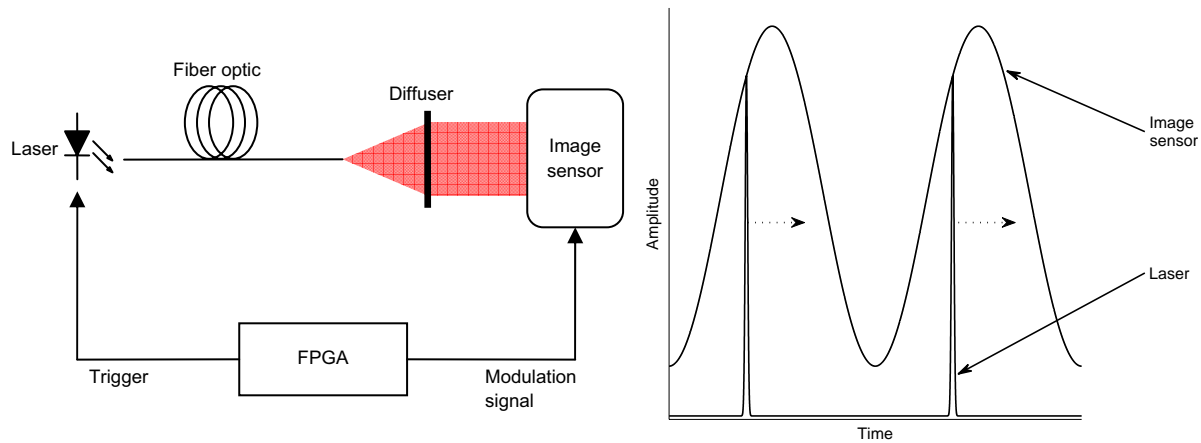 Fiber optic
Diffuser
Laser
Image
sensor
FPGA
Trigger
Modulation
signal
Amplitude
Time
Image
sensor
Laser